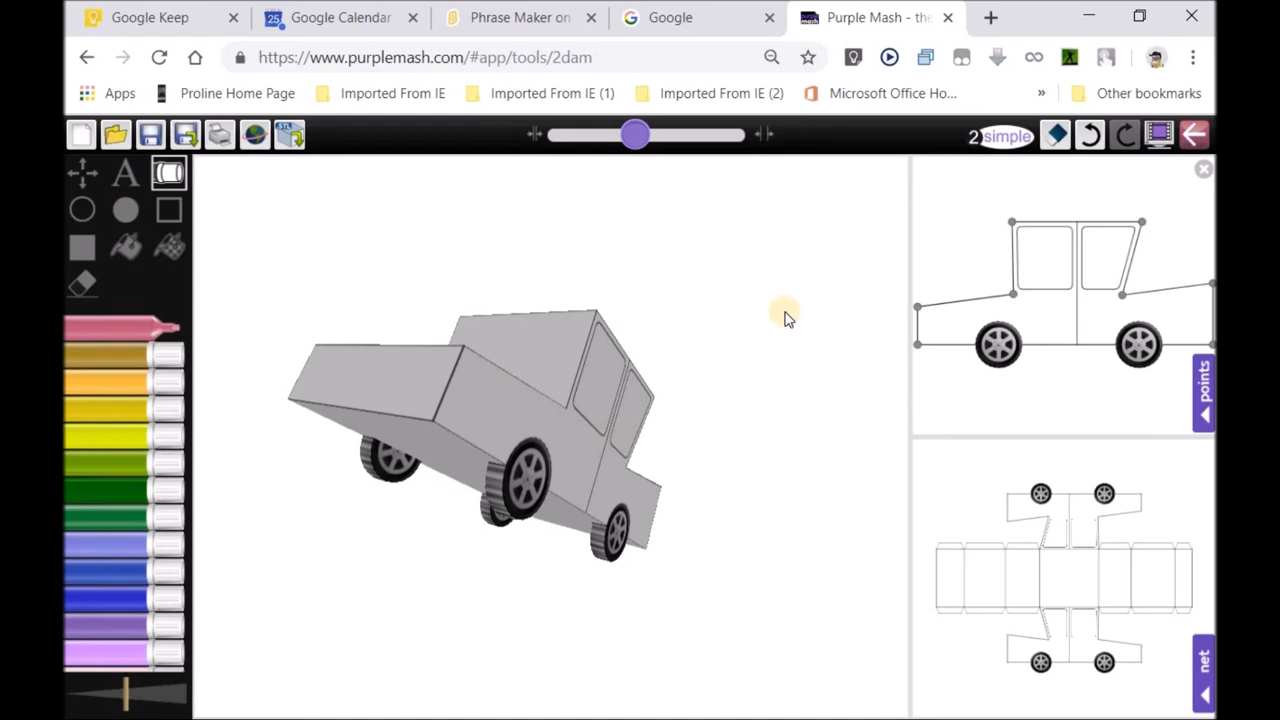 Google Keep
25 Google Calendar
Phrase Maker on
Google
Purple Mash - the
https://www.purplemash.com/#app/tools/2dam
Apps
Proline Home Page
Imported From IE
Imported From IE (1)
Imported From IE (2)
Microsoft Office Ho...
»
Other bookmarks
STL
2simple
A
points
net